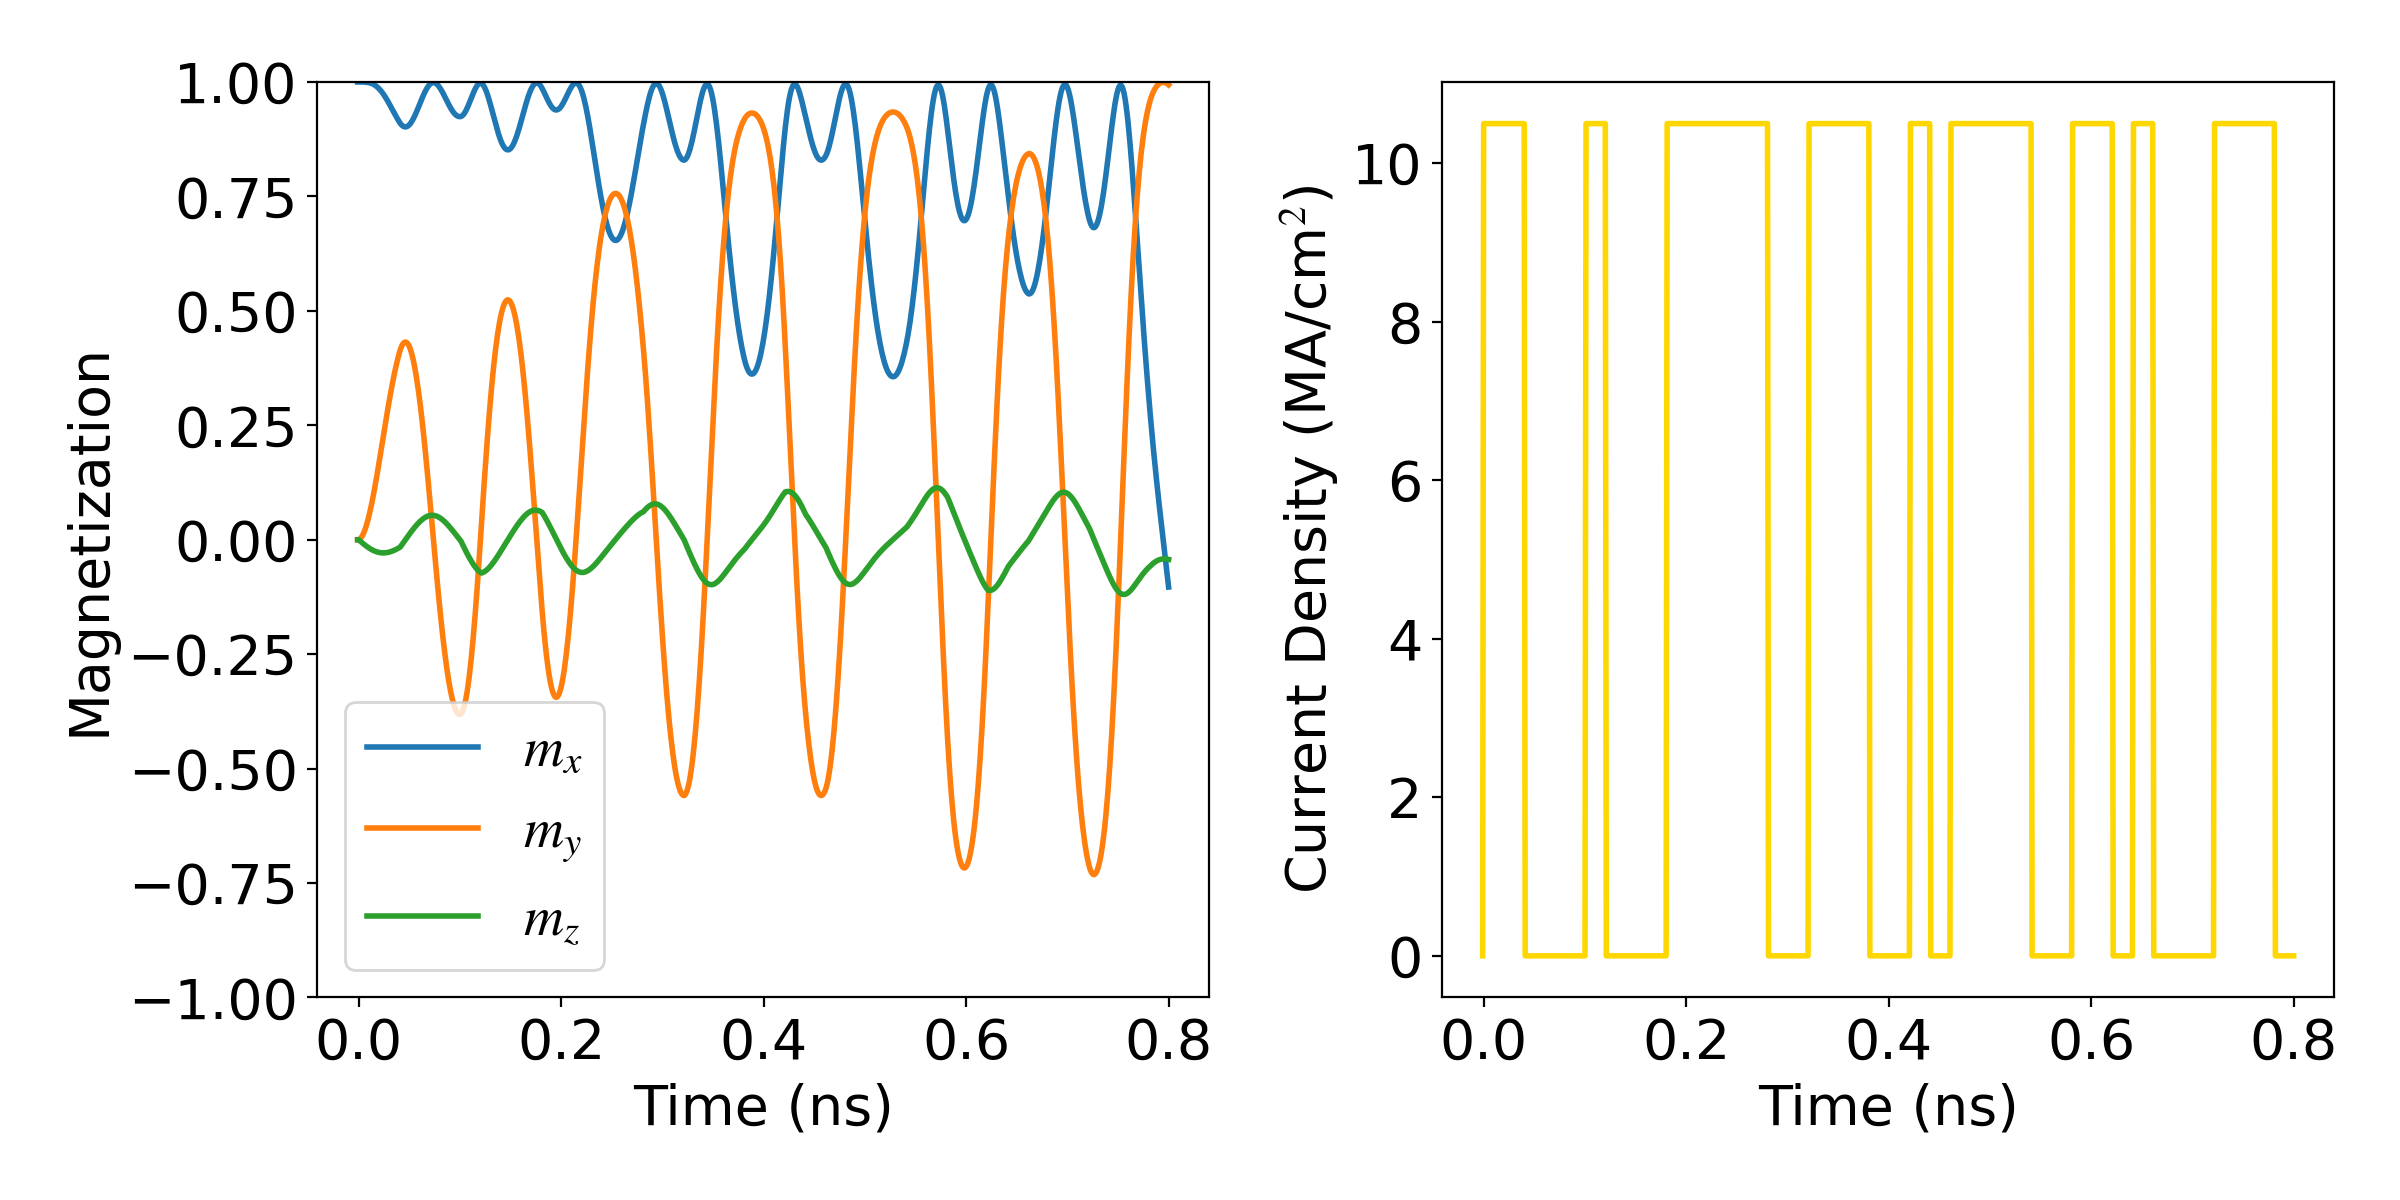 1.00
0.75
0.50
0.25
0.00
−0.25
−0.50
−0.75
−1.00
Magnetization
m_x
m_y
m_z
0.0 0.2 0.4 0.6 0.8
Time (ns)
10
8
6
4
2
0
Current Density (MA/cm²)
0.0 0.2 0.4 0.6 0.8
Time (ns)